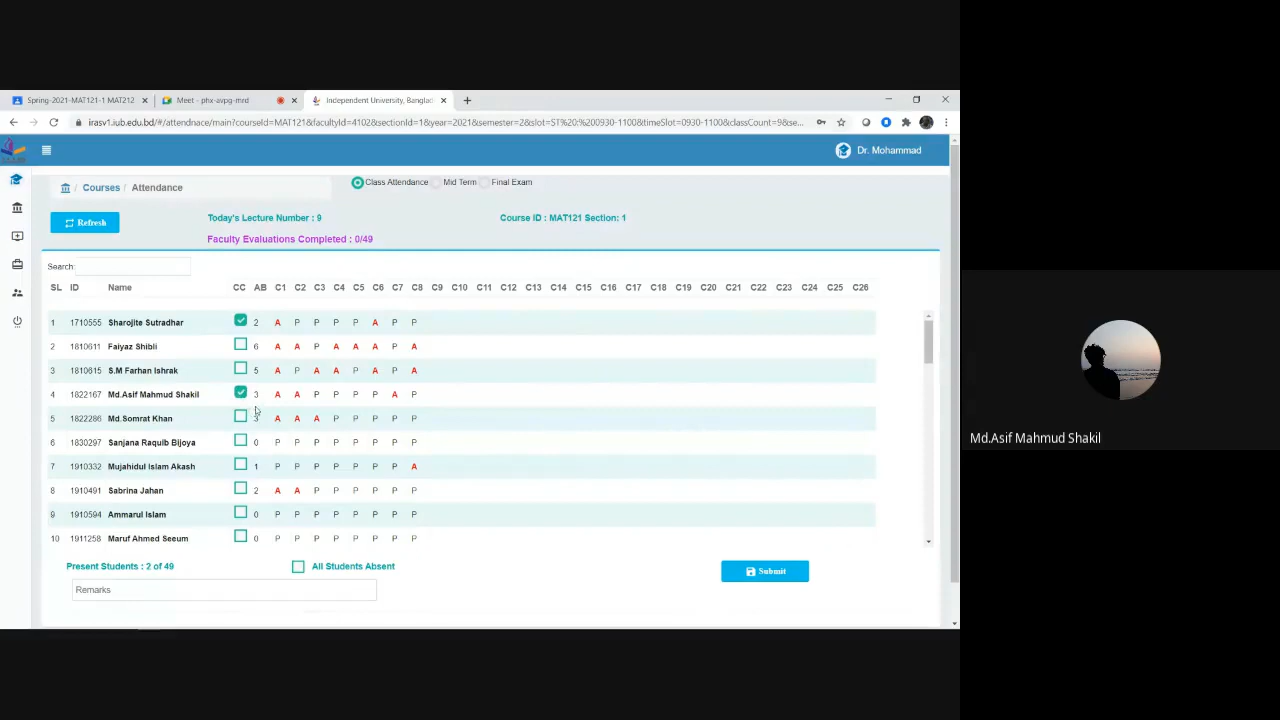 Spring-2021-MAT121-1 MAT212
Meet - phx-avpg-mrd
Independent University, Banglad
irasv1.iub.edu.bd/#/attendnace/main?courseId=MAT121&facultyId=4102&sectionId=1&year=2021&semester=2&slot=ST%20:%200930-1100&timeSlot=0930-1100&classCount=9&se...
Dr. Mohammad
/ Courses / Attendance
Class Attendance Mid Term Final Exam
Refresh
Today's Lecture Number : 9
Course ID : MAT121 Section: 1
Faculty Evaluations Completed : 0/49
Search:
SL ID Name CC AB C1 C2 C3 C4 C5 C6 C7 C8 C9 C10 C11 C12 C13 C14 C15 C16 C17 C18 C19 C20 C21 C22 C23 C24 C25 C26
1 1710555 Sharojite Sutradhar 2 A P P P P A P P
2 1810611 Faiyaz Shibli 6 A A P A A A P A
3 1810615 S.M Farhan Ishrak 5 A P A A P A P A
4 1822167 Md.Asif Mahmud Shakil 3 A A P P P P A P
5 1822286 Md.Somrat Khan 3 A A A P P P P P
6 1830297 Sanjana Raquib Bijoya 0 P P P P P P P P
7 1910332 Mujahidul Islam Akash 1 P P P P P P P A
8 1910491 Sabrina Jahan 2 A A P P P P P P
9 1910594 Ammarul Islam 0 P P P P P P P P
10 1911258 Maruf Ahmed Seeum 0 P P P P P P P P
Present Students : 2 of 49
All Students Absent
Submit
Remarks
Md.Asif Mahmud Shakil